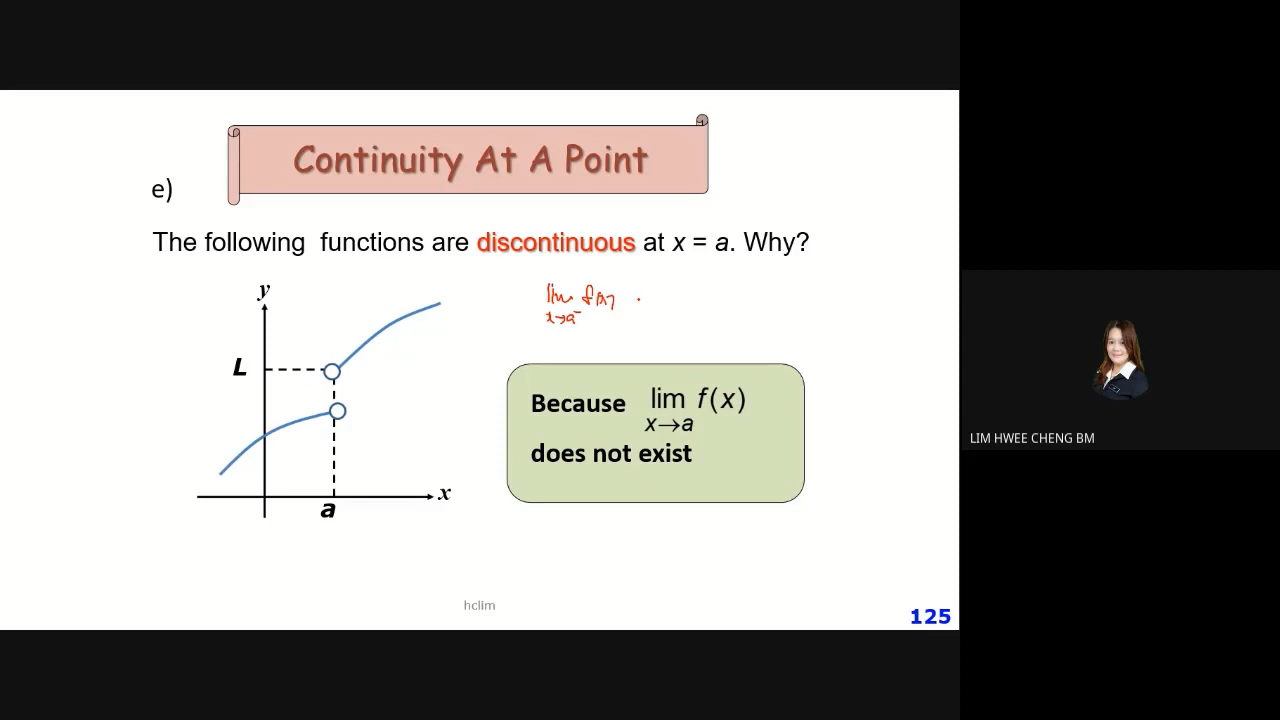 Continuity At A Point
e)
The following functions are discontinuous at x = a. Why?
y
lim f(x)
x→a⁻
L
Because lim f(x)
x→a
does not exist
LIM HWEE CHENG BM
x
a
hclim
125